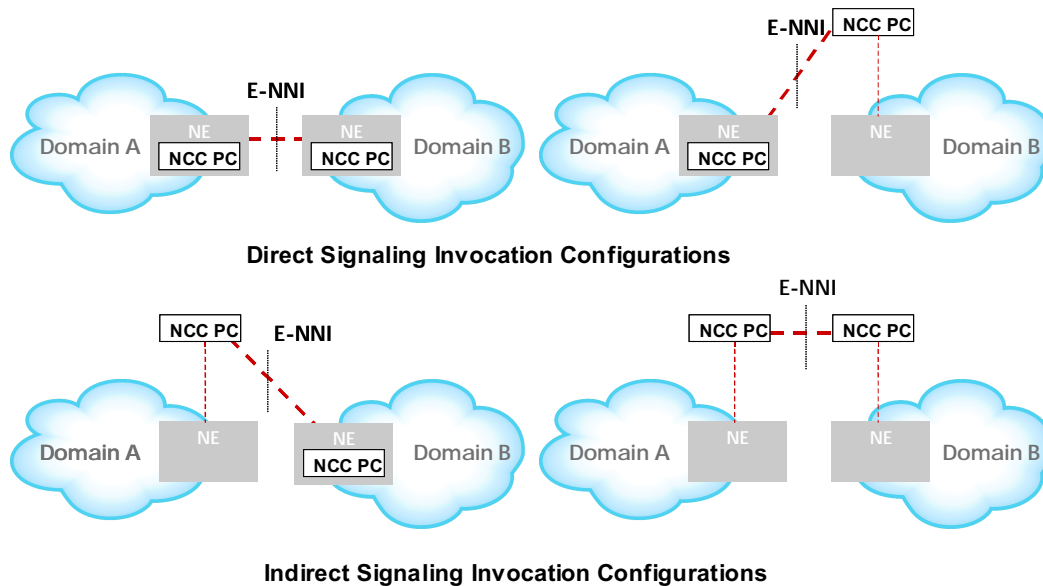 E-NNI
NE
NCC PC
Domain A
NE
NCC PC
Domain B
E-NNI
NCC PC
NE
NCC PC
Domain A
NE
Domain B
Direct Signaling Invocation Configurations
NCC PC
E-NNI
NE
Domain A
NE
NCC PC
Domain B
E-NNI
NCC PC
NCC PC
NE
Domain A
NE
Domain B
Indirect Signaling Invocation Configurations